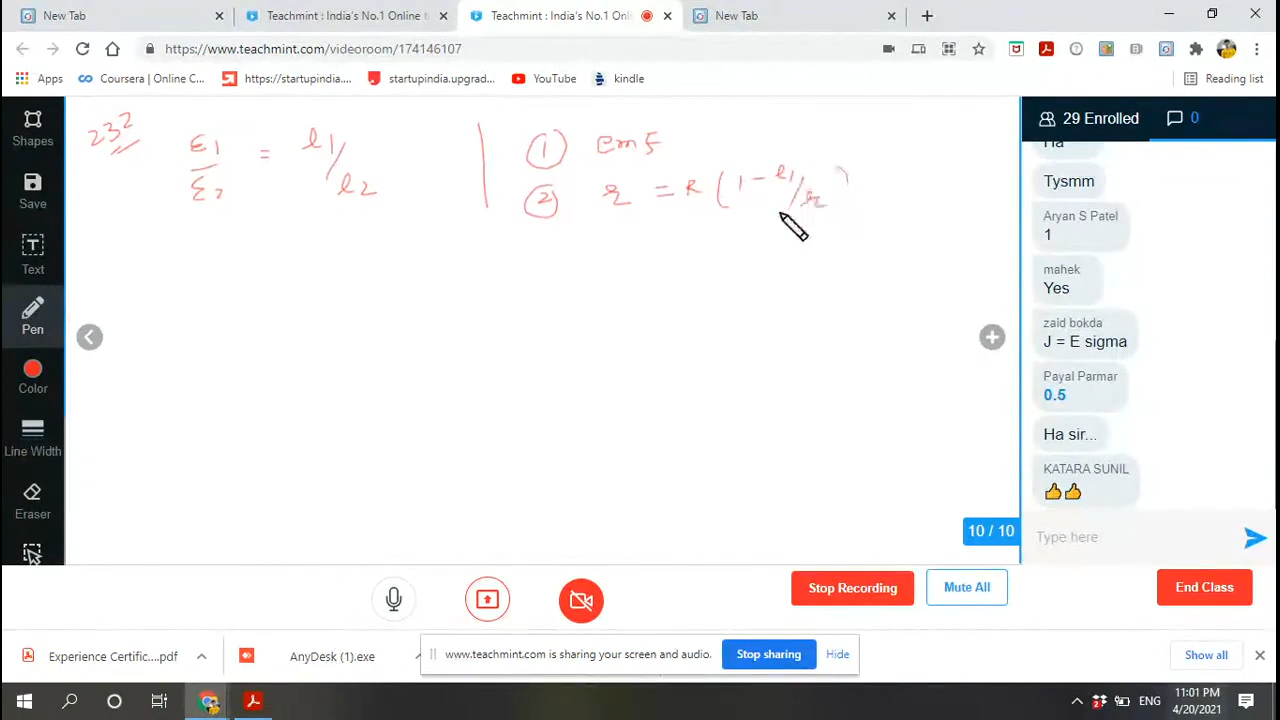 New Tab
Teachmint : India's No.1 Online t
Teachmint : India's No.1 Onl
New Tab
https://www.teachmint.com/videoroom/174146107
Apps
Coursera | Online C...
https://startupindia....
startupindia.upgrad...
YouTube
kindle
Reading list
Shapes
Save
Text
Pen
Color
Line Width
Eraser
232
ε1/ε2 = l1/l2
① emf
② r = R (1 - l1/
10 / 10
29 Enrolled
0
Ha
Tysmm
Aryan S Patel
1
mahek
Yes
zaid bokda
J = E sigma
Payal Parmar
0.5
Ha sir...
KATARA SUNIL
👍👍
Type here
Stop Recording
Mute All
End Class
Experience Certific....pdf
AnyDesk (1).exe
www.teachmint.com is sharing your screen and audio.
Stop sharing
Hide
Show all
ENG
11:01 PM
4/20/2021